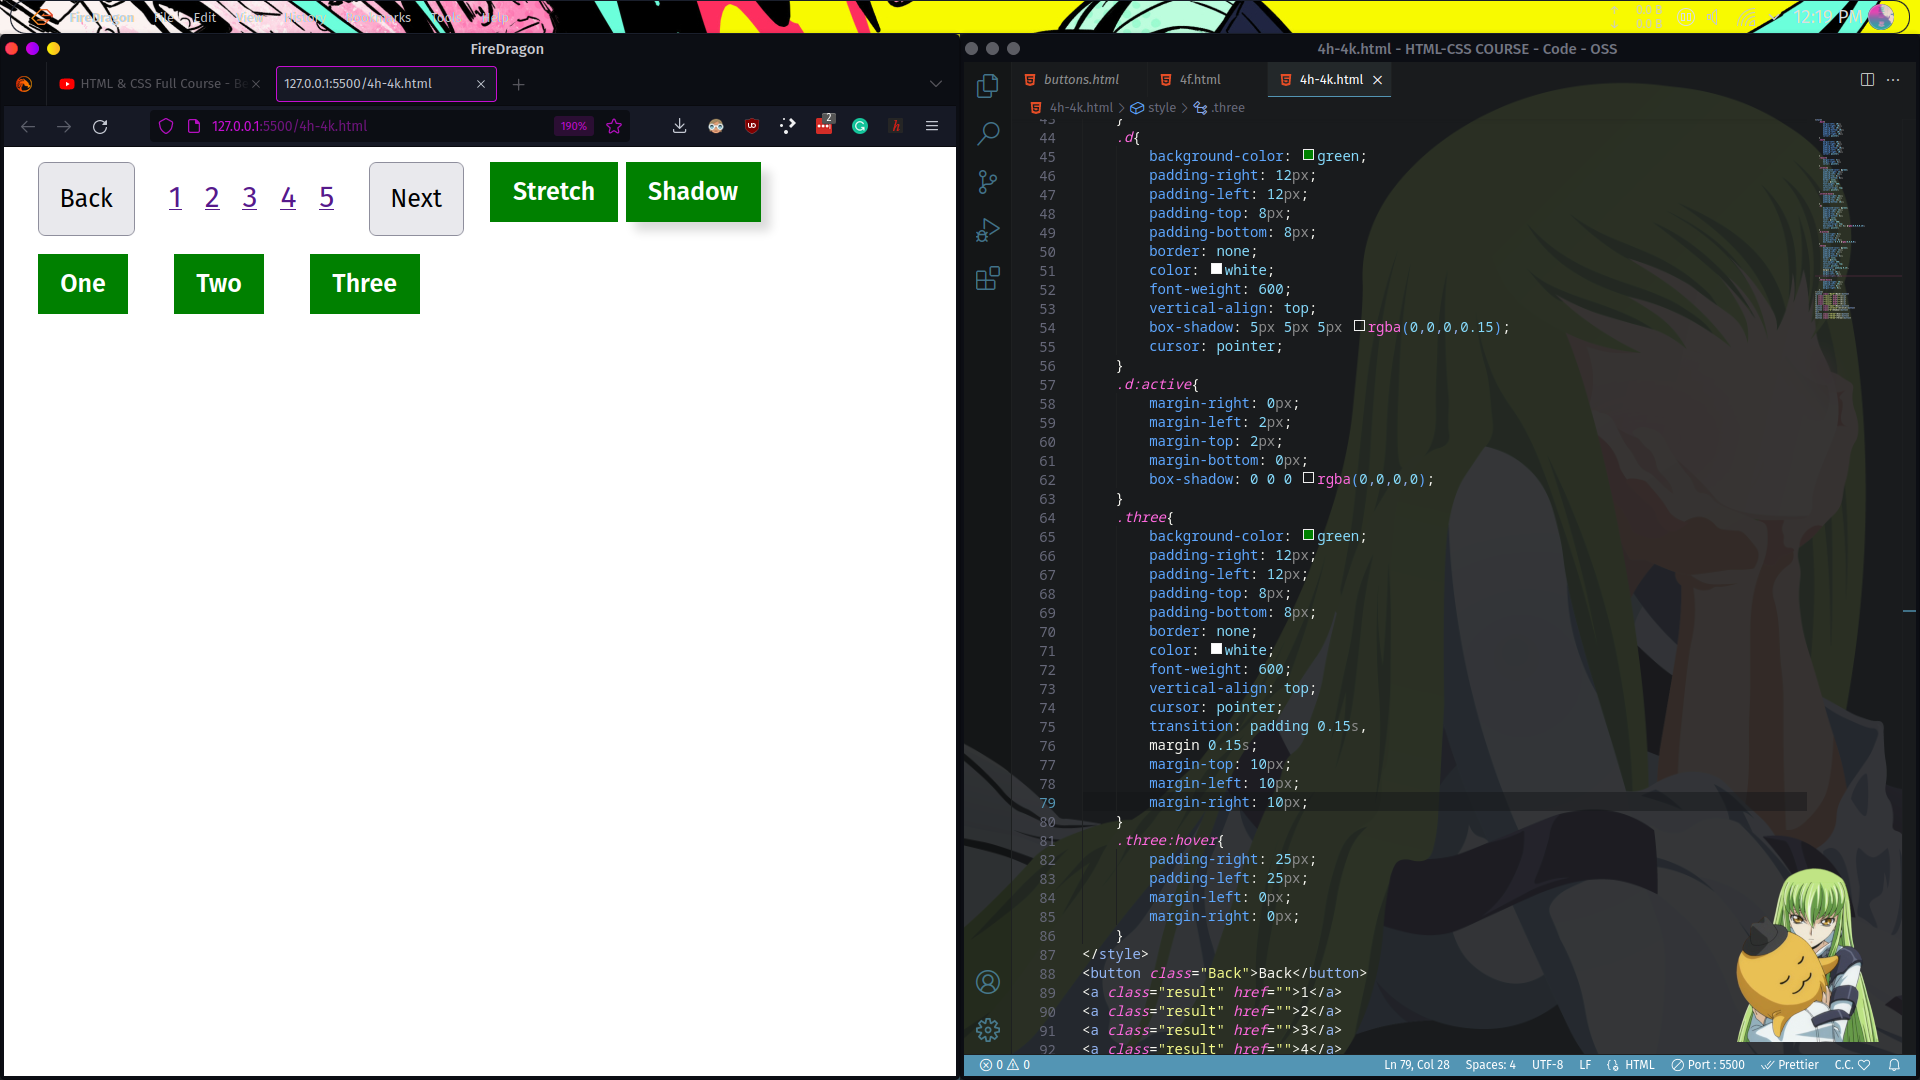 FireDragon File Edit View History Bookmarks Tools Help
0.0 B
0.0 B
12:19 PM
FireDragon
HTML & CSS Full Course - Be
127.0.0.1:5500/4h-4k.html
127.0.0.1:5500/4h-4k.html
190%
2
Back
1 2 3 4 5
Next
Stretch
Shadow
One
Two
Three
4h-4k.html - HTML-CSS COURSE - Code - OSS
buttons.html
4f.html
4h-4k.html
4h-4k.html > style > .three
43 }
44 .d{
45 background-color: green;
46 padding-right: 12px;
47 padding-left: 12px;
48 padding-top: 8px;
49 padding-bottom: 8px;
50 border: none;
51 color: white;
52 font-weight: 600;
53 vertical-align: top;
54 box-shadow: 5px 5px 5px rgba(0,0,0,0.15);
55 cursor: pointer;
56 }
57 .d:active{
58 margin-right: 0px;
59 margin-left: 2px;
60 margin-top: 2px;
61 margin-bottom: 0px;
62 box-shadow: 0 0 0 rgba(0,0,0,0);
63 }
64 .three{
65 background-color: green;
66 padding-right: 12px;
67 padding-left: 12px;
68 padding-top: 8px;
69 padding-bottom: 8px;
70 border: none;
71 color: white;
72 font-weight: 600;
73 vertical-align: top;
74 cursor: pointer;
75 transition: padding 0.15s,
76 margin 0.15s;
77 margin-top: 10px;
78 margin-left: 10px;
79 margin-right: 10px;
80 }
81 .three:hover{
82 padding-right: 25px;
83 padding-left: 25px;
84 margin-left: 0px;
85 margin-right: 0px;
86 }
87 </style>
88 <button class="Back">Back</button>
89 <a class="result" href="">1</a>
90 <a class="result" href="">2</a>
91 <a class="result" href="">3</a>
92 <a class="result" href="">4</a>
0 0 Ln 79, Col 28 Spaces: 4 UTF-8 LF HTML Port : 5500 Prettier C.C.